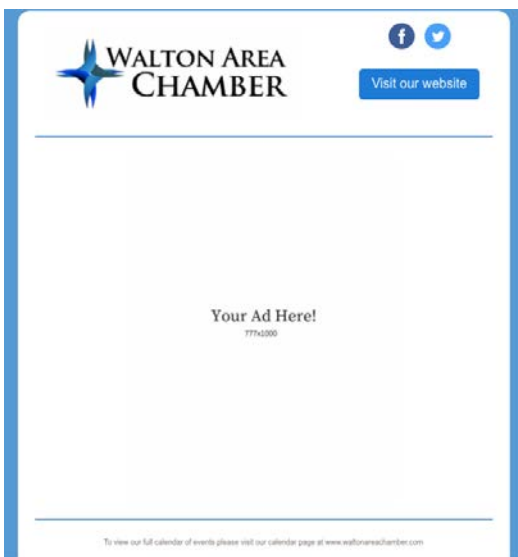 WALTON AREA
CHAMBER
Visit our website
Your Ad Here!
777x1000
To view our full calendar of events please visit our calendar page at www.waltonareachamber.com